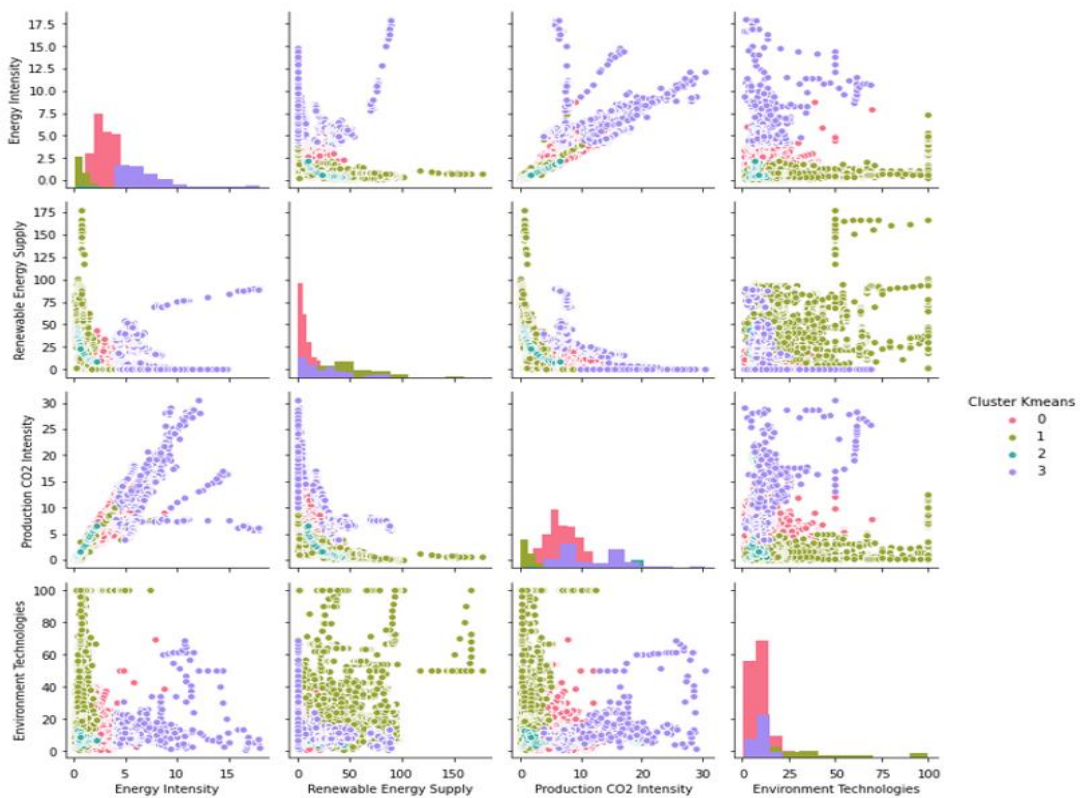 17.5
15.0
12.5
10.0
7.5
5.0
2.5
0.0
Energy Intensity
175
150
125
100
75
50
25
0
Renewable Energy Supply
30
25
20
15
10
5
0
Production CO2 Intensity
Cluster Kmeans
0
1
2
3
100
80
60
40
20
0
Environment Technologies
0 5 10 15
Energy Intensity
0 50 100 150
Renewable Energy Supply
0 10 20 30
Production CO2 Intensity
0 25 50 75 100
Environment Technologies